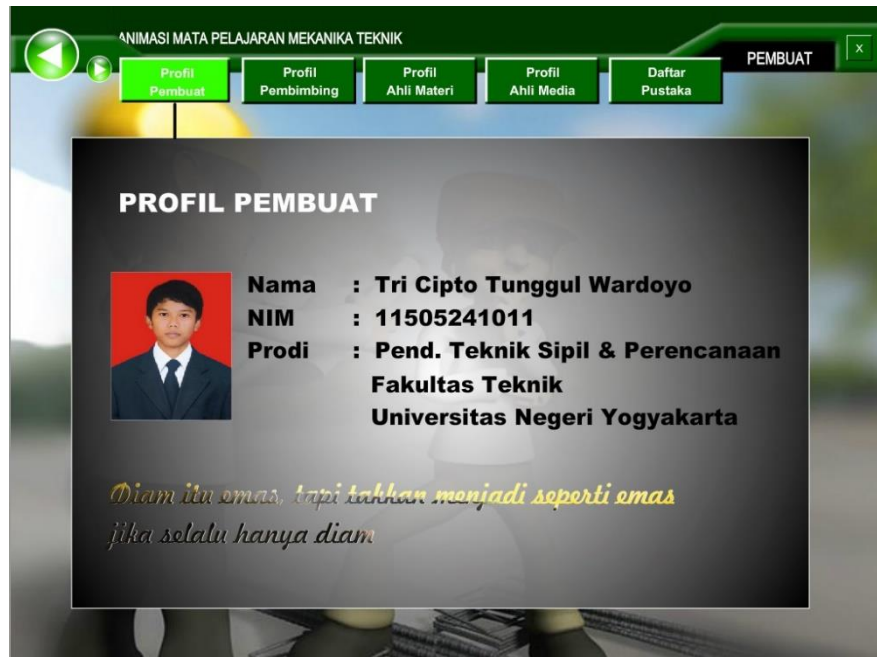 ANIMASI MATA PELAJARAN MEKANIKA TEKNIK
PEMBUAT
x
Profil
Pembuat
Profil
Pembimbing
Profil
Ahli Materi
Profil
Ahli Media
Daftar
Pustaka
PROFIL PEMBUAT
Nama : Tri Cipto Tunggul Wardoyo
NIM : 11505241011
Prodi : Pend. Teknik Sipil & Perencanaan
Fakultas Teknik
Universitas Negeri Yogyakarta
Diam itu emas, tapi takkan menjadi seperti emas
jika selalu hanya diam